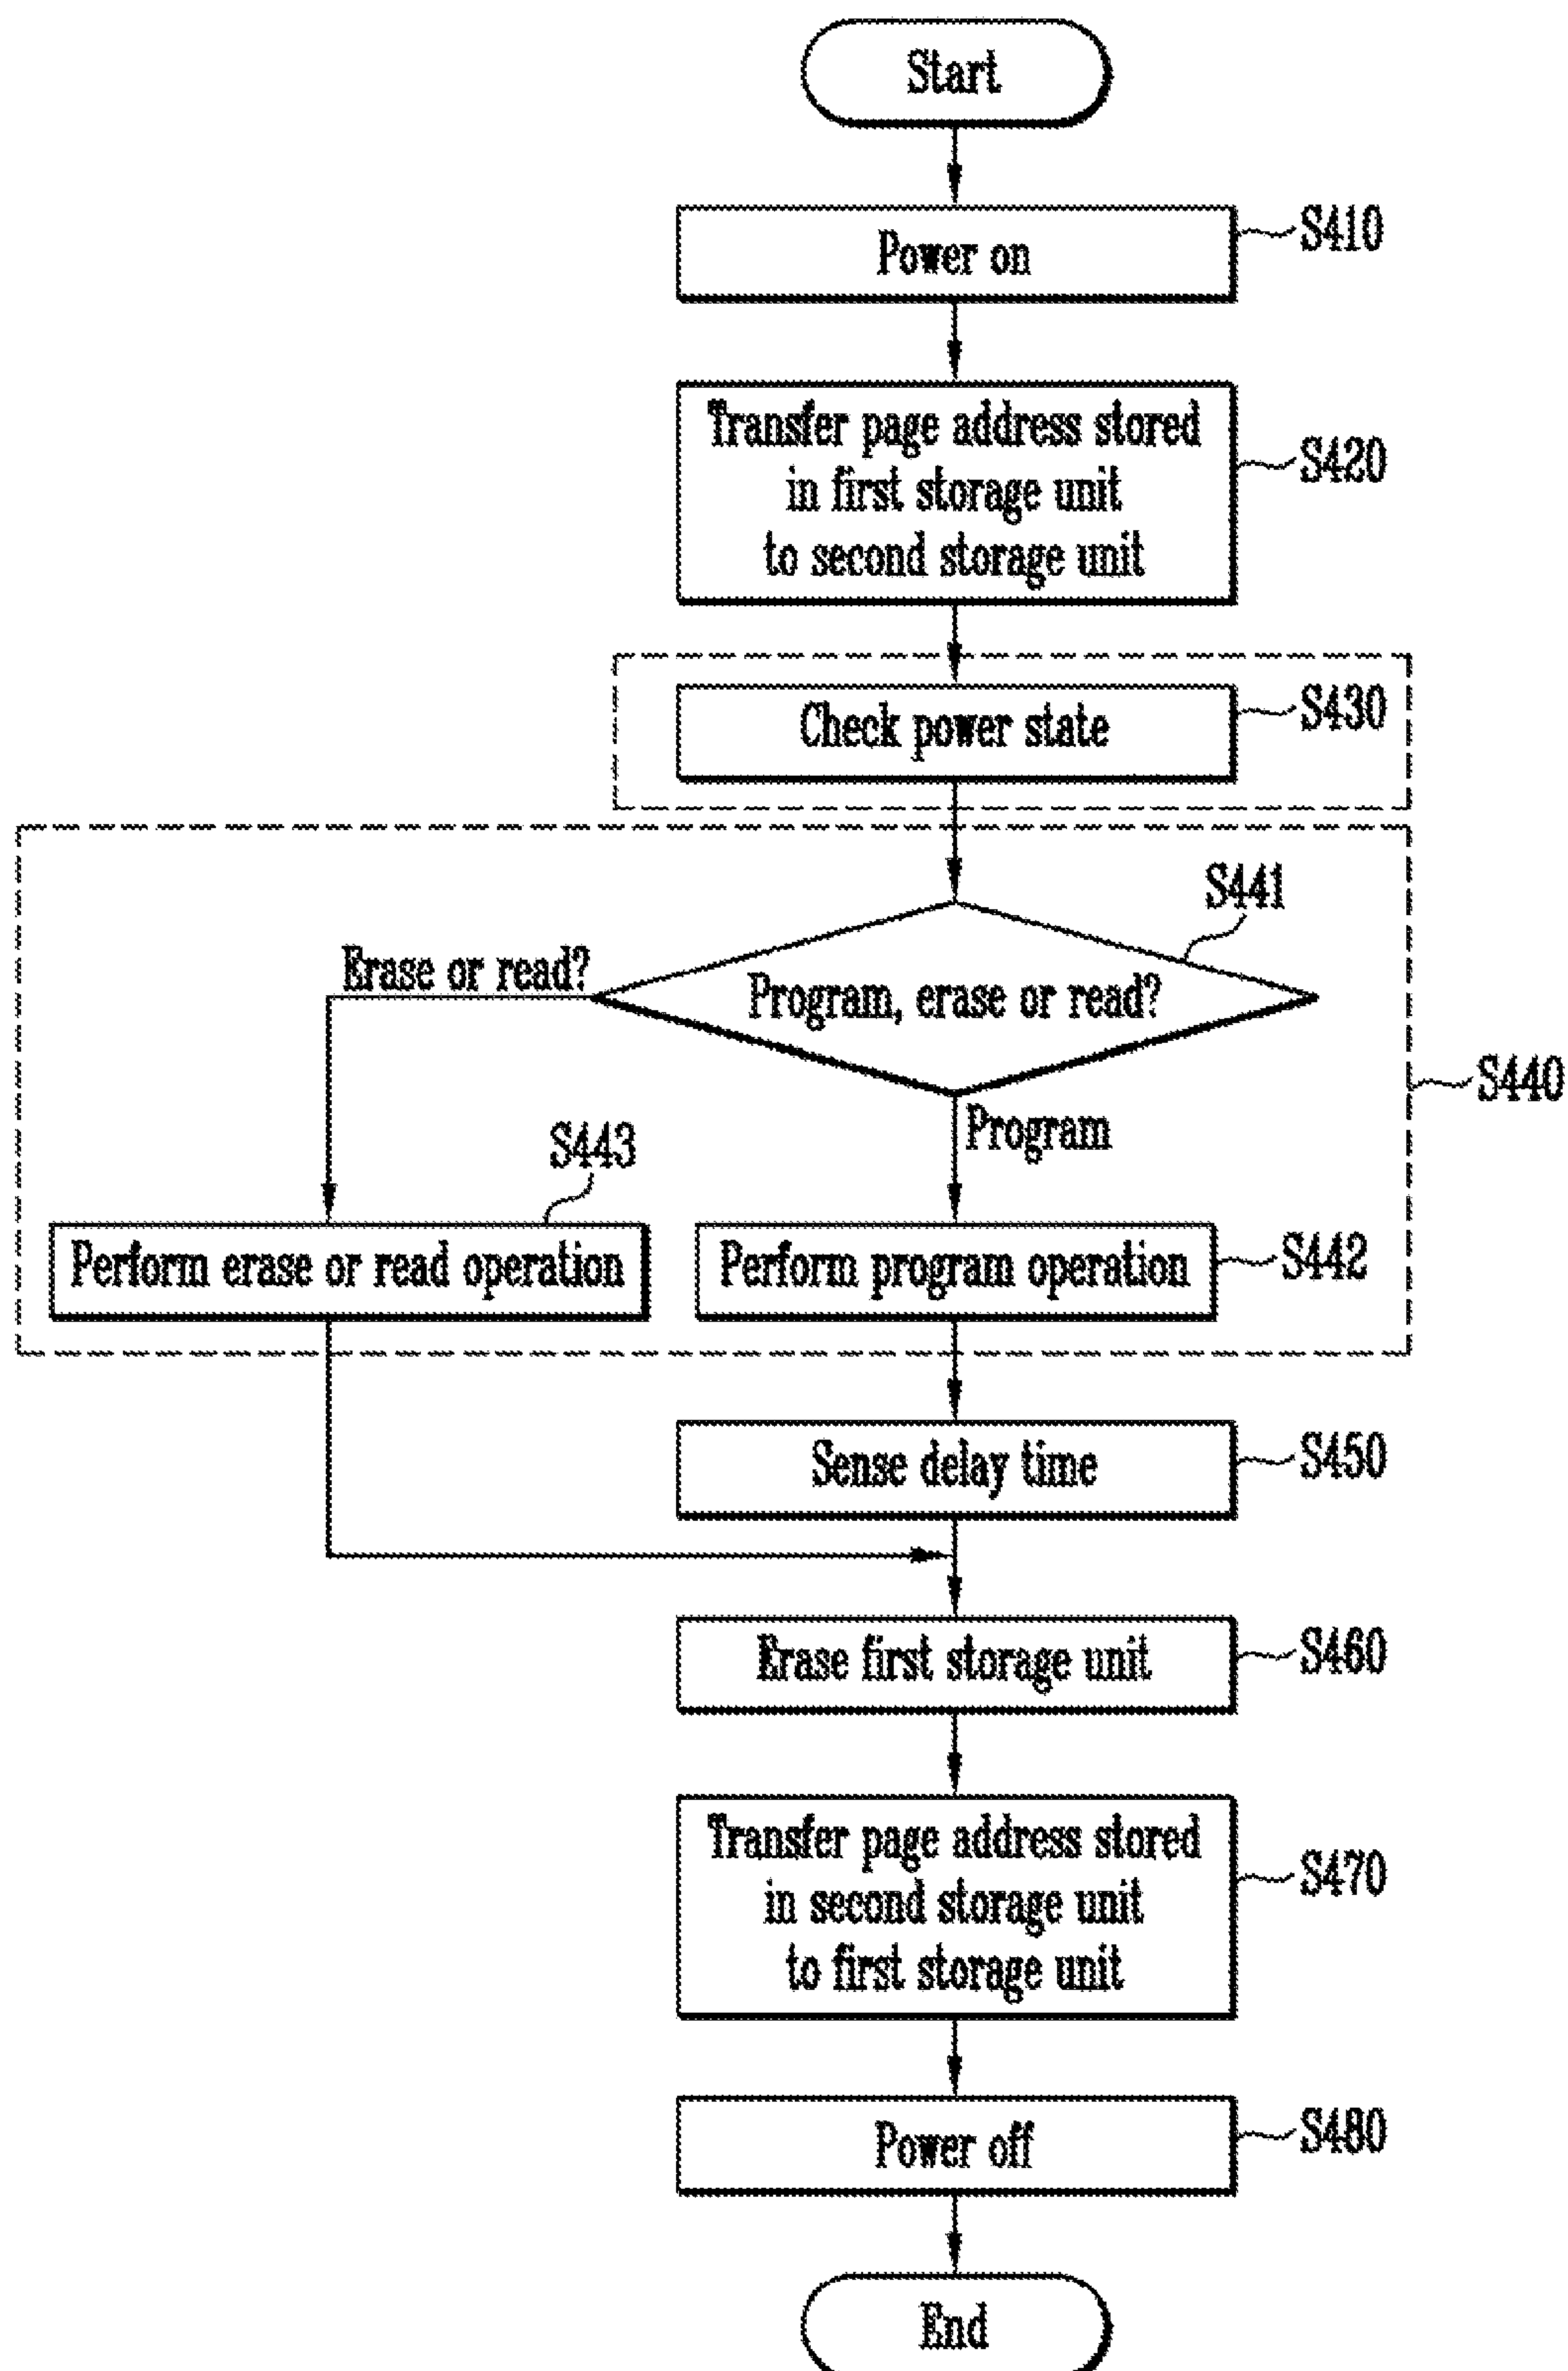 Start
Power on
S410
Transfer page address stored
in first storage unit
to second storage unit
S420
Check power state
S430
S441
Erase or read?
Program, erase or read?
S440
Program
S443
Perform erase or read operation
Perform program operation
S442
Sense delay time
S450
Erase first storage unit
S460
Transfer page address stored
in second storage unit
to first storage unit
S470
Power off
S480
End